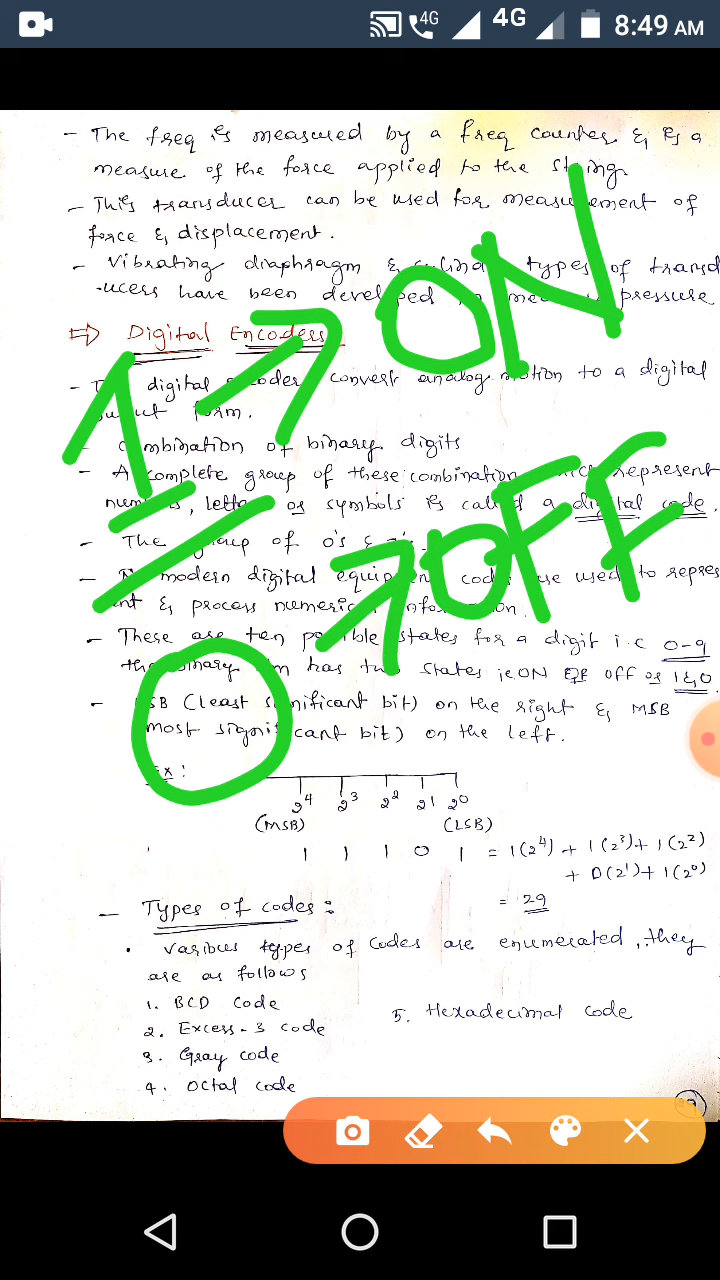 4G 4G 8:49 AM
- The freq is measured by a freq counter & is a
measure of the force applied to the string.
- This transducer can be used for measurement of
force & displacement.
- Vibrating diaphragm & types of transd
-ucers have been developed pressure
⇒ Digital Encoders
- digital convert analog motion to a digital
form.
- Combination of binary digits
- A complete group of these combination represent
, or symbols is called a digital code.
- The group of 0's &
- modern digital code are used to repres
& process numeric
- These are ten possible states for a digit i.e 0-9
the binary has two states ie ON or off or 1&0
- LSB (least significant bit) on the right & MSB
(most significant bit) on the left.
Ex:
2⁴ 2³ 2² 2¹ 2⁰
(MSB) (LSB)
1 1 1 0 1 = 1(2⁴) + 1(2³) + 1(2²)
+ 0(2¹) + 1(2⁰)
= 29
- Types of codes:
• various types of codes are enumerated, they
are as follows
1. BCD code
2. Excess-3 code
3. Gray code
4. octal code
5. Hexadecimal code
1 → ON
0 → OFF